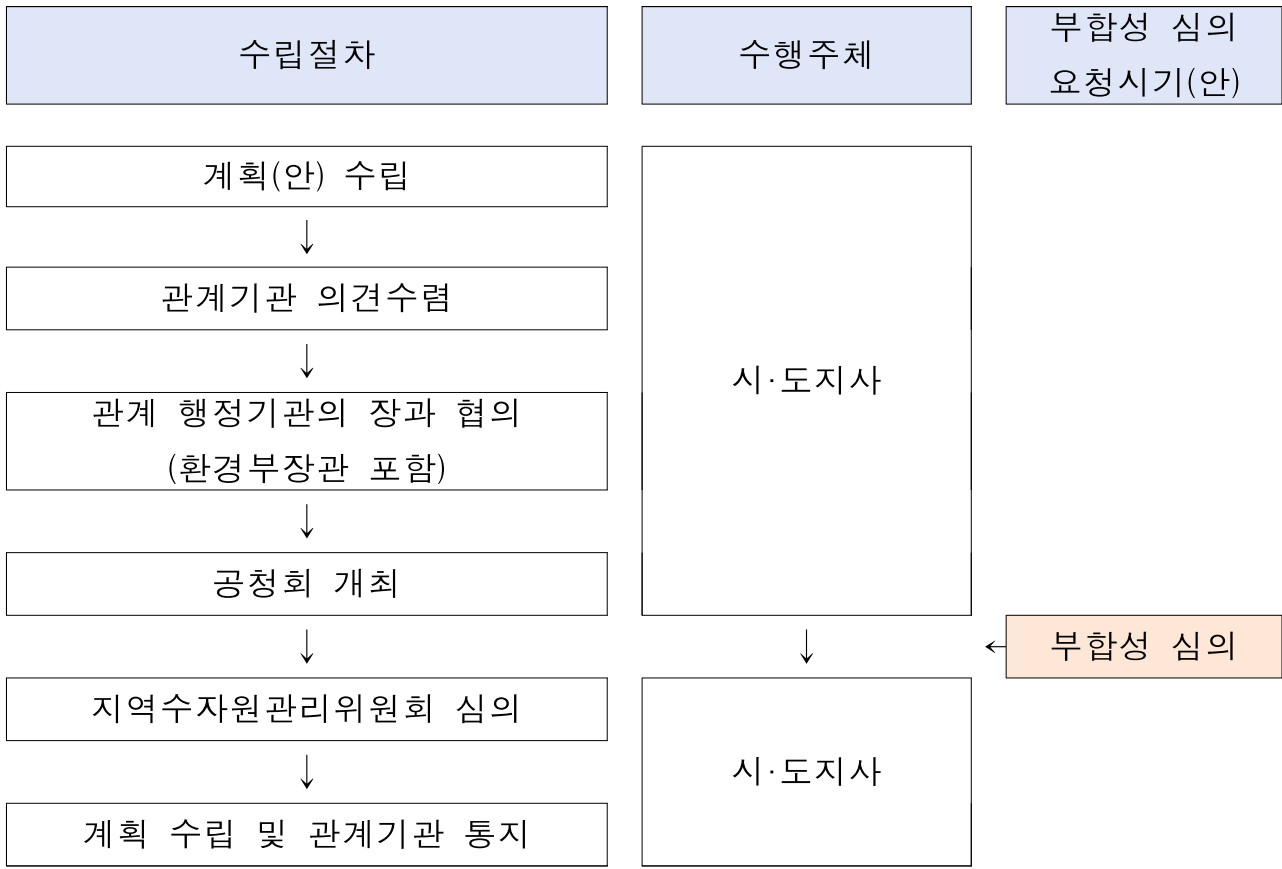 수립절차
수행주체
부합성 심의
요청시기(안)
계획(안) 수립
↓
관계기관 의견수렴
↓
관계 행정기관의 장과 협의
(환경부장관 포함)
↓
공청회 개최
시·도지사
↓
↓
←
부합성 심의
지역수자원관리위원회 심의
↓
계획 수립 및 관계기관 통지
시·도지사